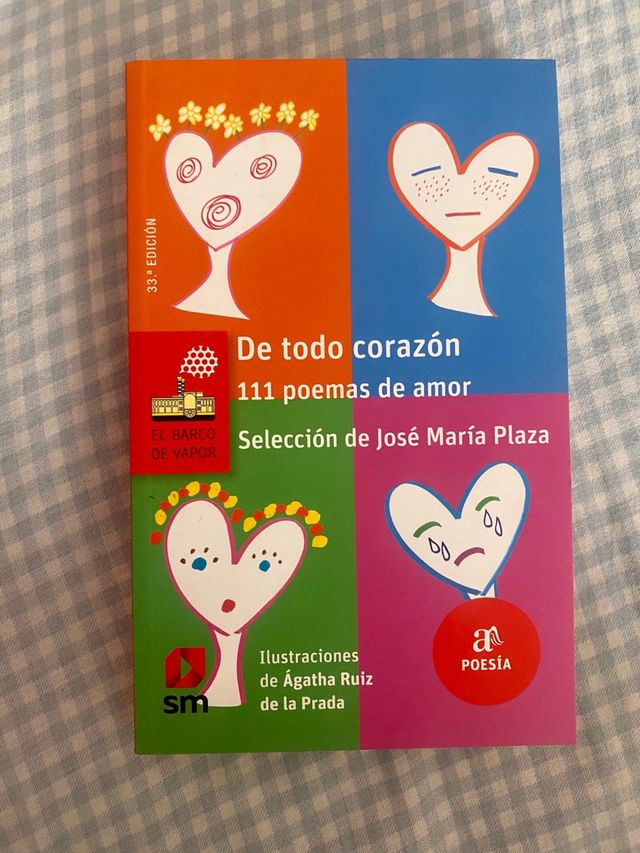 33.ª EDICIÓN
De todo corazón
111 poemas de amor
Selección de José María Plaza
EL BARCO
DE VAPOR
Ilustraciones
de Ágatha Ruiz
de la Prada
sm
a
POESÍA